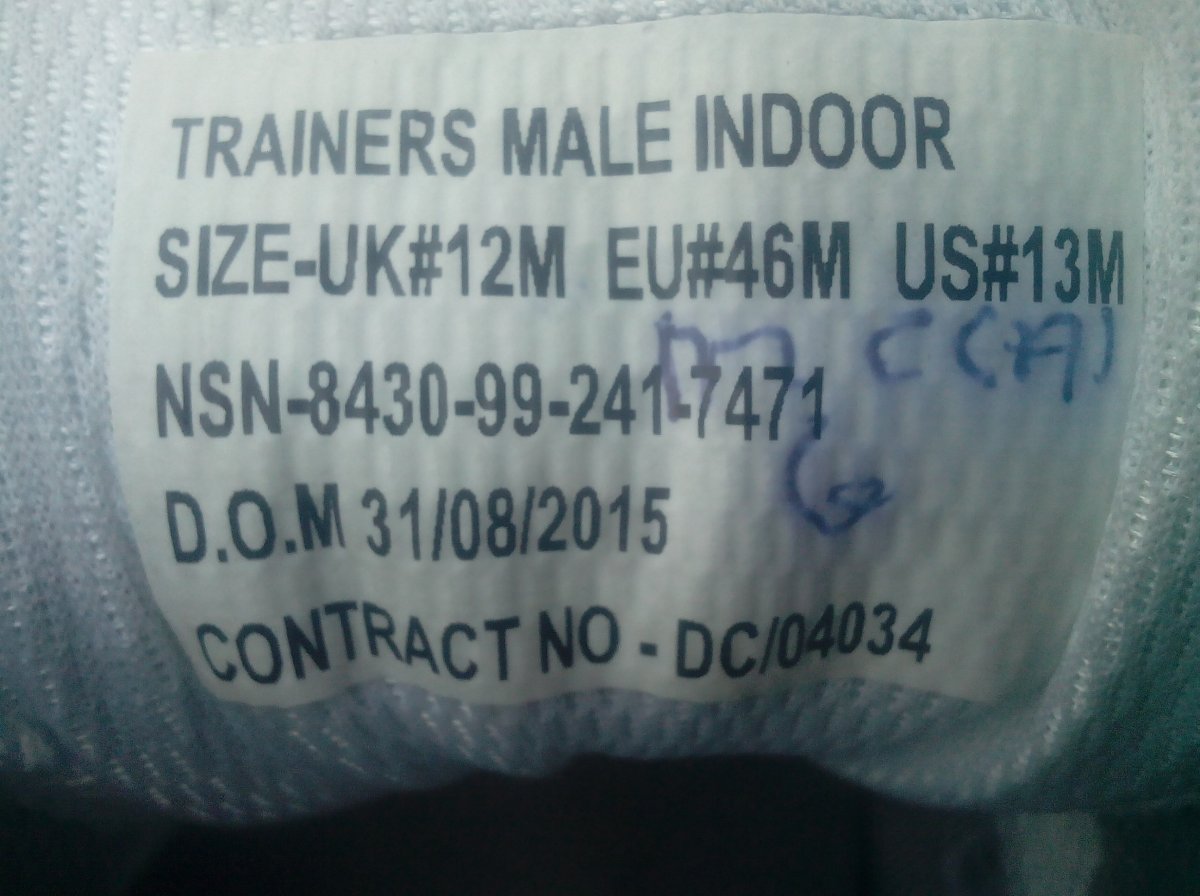 TRAINERS MALE INDOOR
SIZE-UK#12M EU#46M US#13M
NSN-8430-99-241-7471
D.O.M 31/08/2015
CONTRACT NO - DC/04034